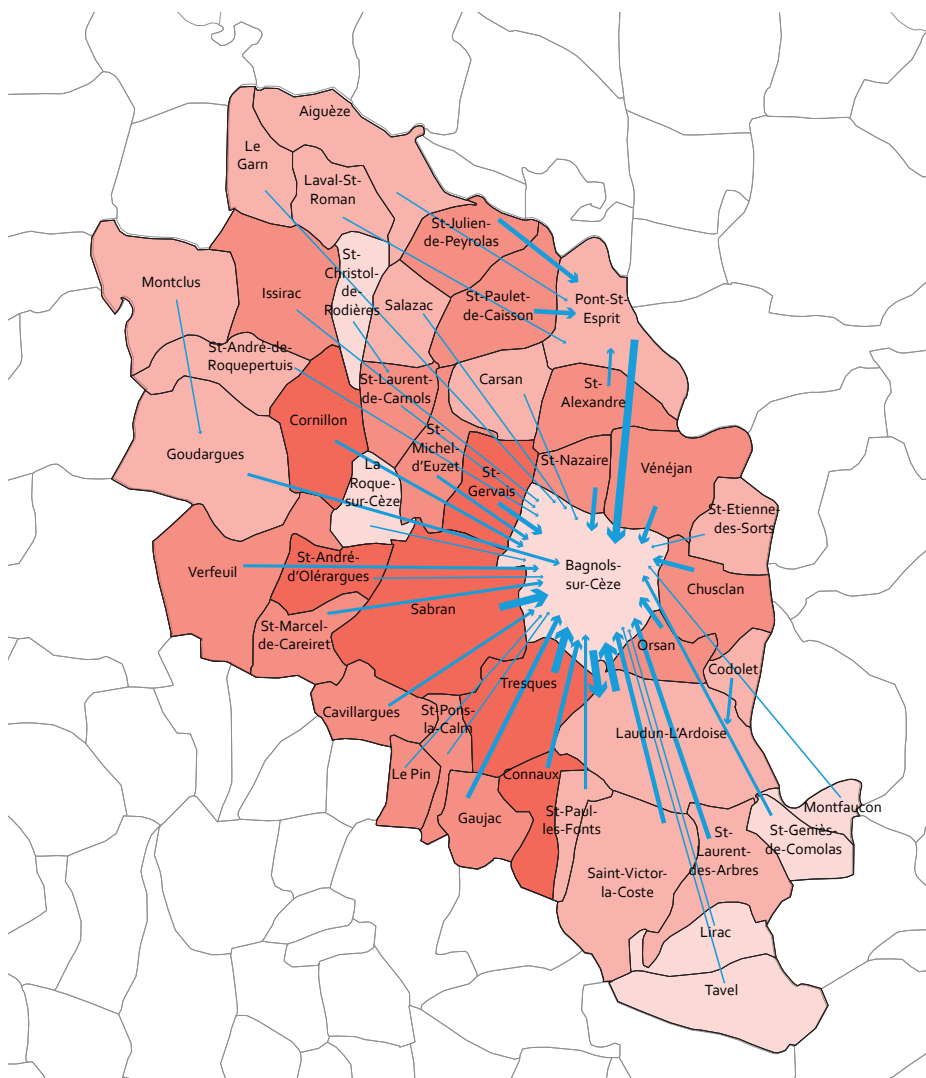 Aiguèze
Le
Garn
Laval-St-
Roman
St-Julien-
de-Peyrolas
St-
Christol-
de-
Rodières
Montclus
Issirac
Salazac
St-Paulet-
de-Caisson
Pont-St-
Esprit
St-André-de-
Roquepertuis
St-Laurent-
de-Carnols
Carsan
St-
Alexandre
Cornillon
St-
Michel-
d'Euzet
Goudargues
La
Roque-
sur-Cèze
St-
Gervais
St-Nazaire
Vénéjan
St-Etienne-
des-Sorts
Verfeuil
St-André-
d'Olérargues
Bagnols-
sur-Cèze
Chusclan
Sabran
St-Marcel-
de-Careiret
Orsan
Codolet
Tresques
Cavillargues
St-Pons-
la-Calm
Laudun-L'Ardoise
Le Pin
Connaux
Gaujac
St-Paul-
les-Fonts
Montfaucon
St-Geniès-
de-Comolas
St-
Laurent-
des-Arbres
Saint-Victor-
la-Coste
Lirac
Tavel